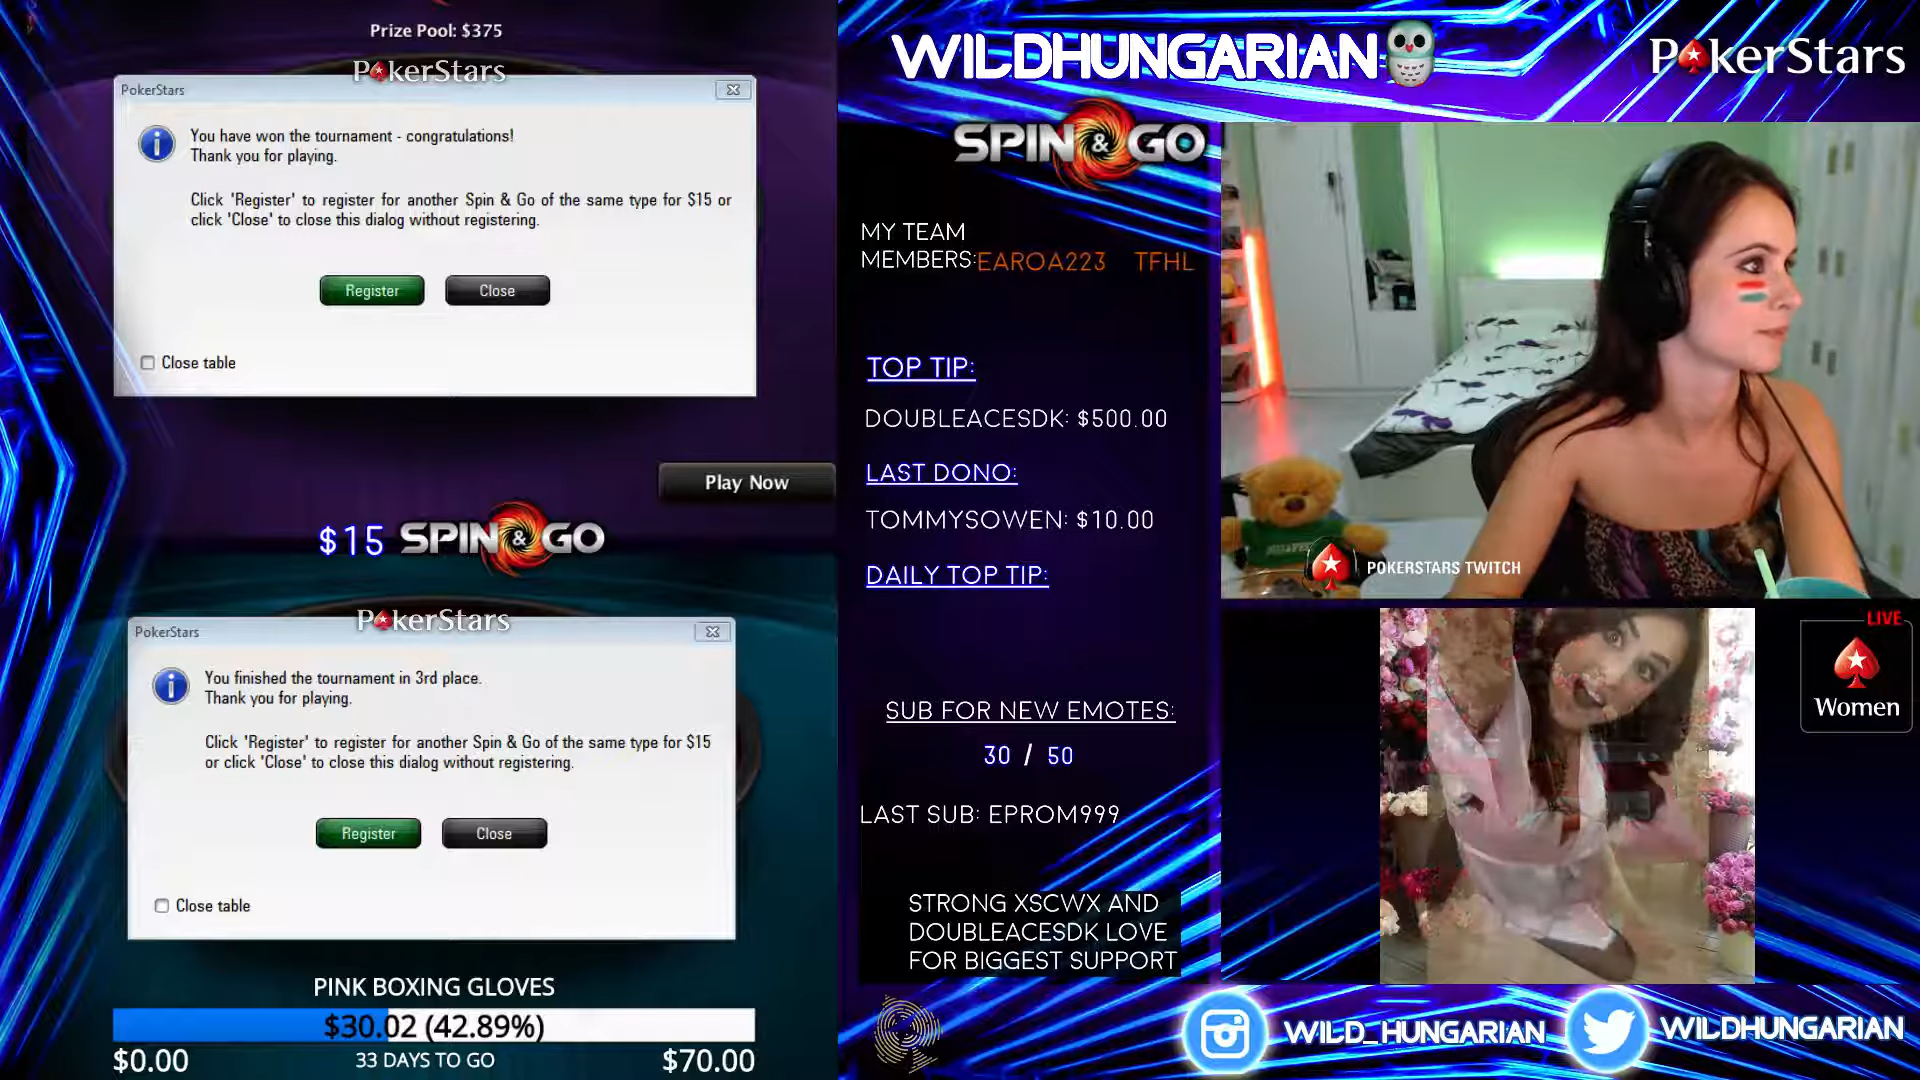 Prize Pool: $375
PokerStars
PokerStars
You have won the tournament - congratulations!
Thank you for playing.
Click 'Register' to register for another Spin & Go of the same type for $15 or
click 'Close' to close this dialog without registering.
Register
Close
Close table
Play Now
$15 SPIN & GO
PokerStars
PokerStars
You finished the tournament in 3rd place.
Thank you for playing.
Click 'Register' to register for another Spin & Go of the same type for $15
or click 'Close' to close this dialog without registering.
Register
Close
Close table
PINK BOXING GLOVES
$30.02 (42.89%)
$0.00
33 DAYS TO GO
$70.00
WILDHUNGARIAN
PokerStars
SPIN & GO
MY TEAM
MEMBERS: EAROA223 TFHL
TOP TIP:
DOUBLEACESDK: $500.00
LAST DONO:
TOMMYSOWEN: $10.00
DAILY TOP TIP:
SUB FOR NEW EMOTES:
30 / 50
LAST SUB: EPROM999
STRONG XSCWX AND
DOUBLEACESDK LOVE
FOR BIGGEST SUPPORT
POKERSTARS TWITCH
LIVE
Women
WILD_HUNGARIAN
WILDHUNGARIAN